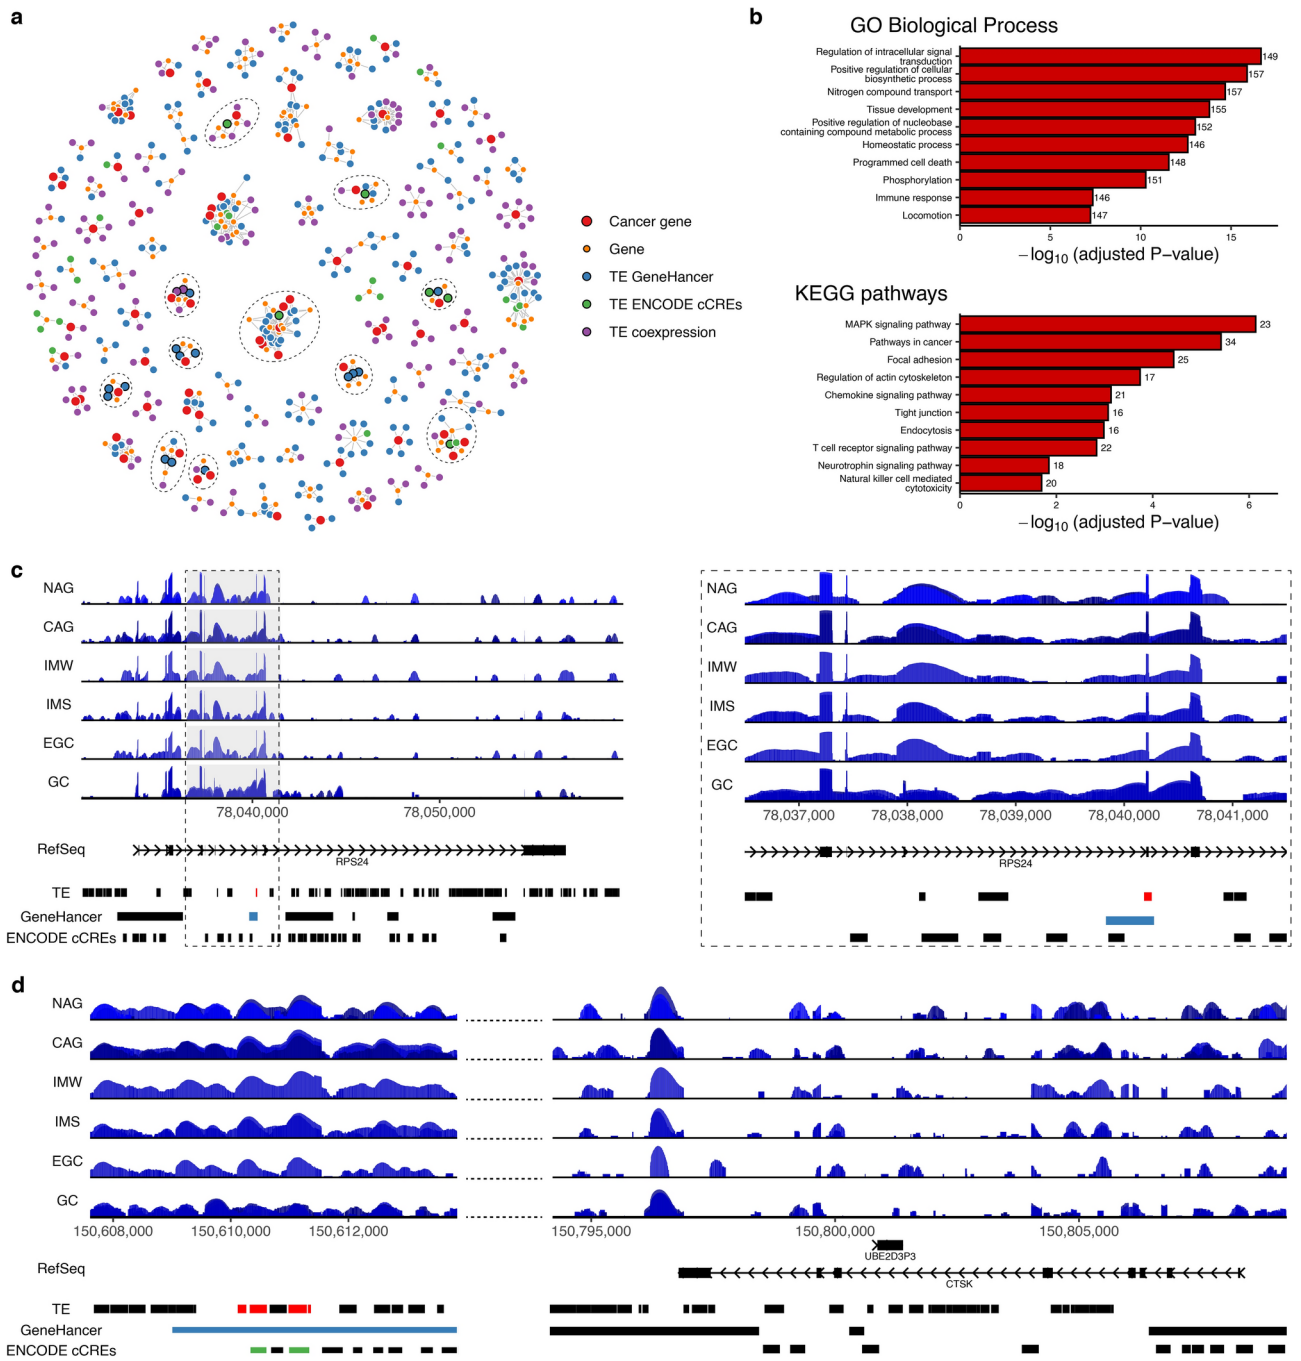 a
Cancer gene
Gene
TE GeneHancer
TE ENCODE cCREs
TE coexpression
b
GO Biological Process
Regulation of intracellular signal
transduction
149
Positive regulation of cellular
biosynthetic process
157
Nitrogen compound transport
157
Tissue development
155
Positive regulation of nucleobase
containing compound metabolic process
152
Homeostatic process
146
Programmed cell death
148
Phosphorylation
151
Immune response
146
Locomotion
147
0 5 10 15
−log10 (adjusted P−value)
KEGG pathways
MAPK signaling pathway
23
Pathways in cancer
34
Focal adhesion
25
Regulation of actin cytoskeleton
17
Chemokine signaling pathway
21
Tight junction
16
Endocytosis
16
T cell receptor signaling pathway
22
Neurotrophin signaling pathway
18
Natural killer cell mediated
cytotoxicity
20
0 2 4 6
−log10 (adjusted P−value)
c
NAG
CAG
IMW
IMS
EGC
GC
78,040,000 78,050,000
RefSeq
RPS24
TE
GeneHancer
ENCODE cCREs
NAG
CAG
IMW
IMS
EGC
GC
78,037,000 78,038,000 78,039,000 78,040,000 78,041,000
RPS24
d
NAG
CAG
IMW
IMS
EGC
GC
150,608,000 150,610,000 150,612,000 150,795,000 150,800,000 150,805,000
UBE2D3P3
RefSeq
CTSK
TE
GeneHancer
ENCODE cCREs